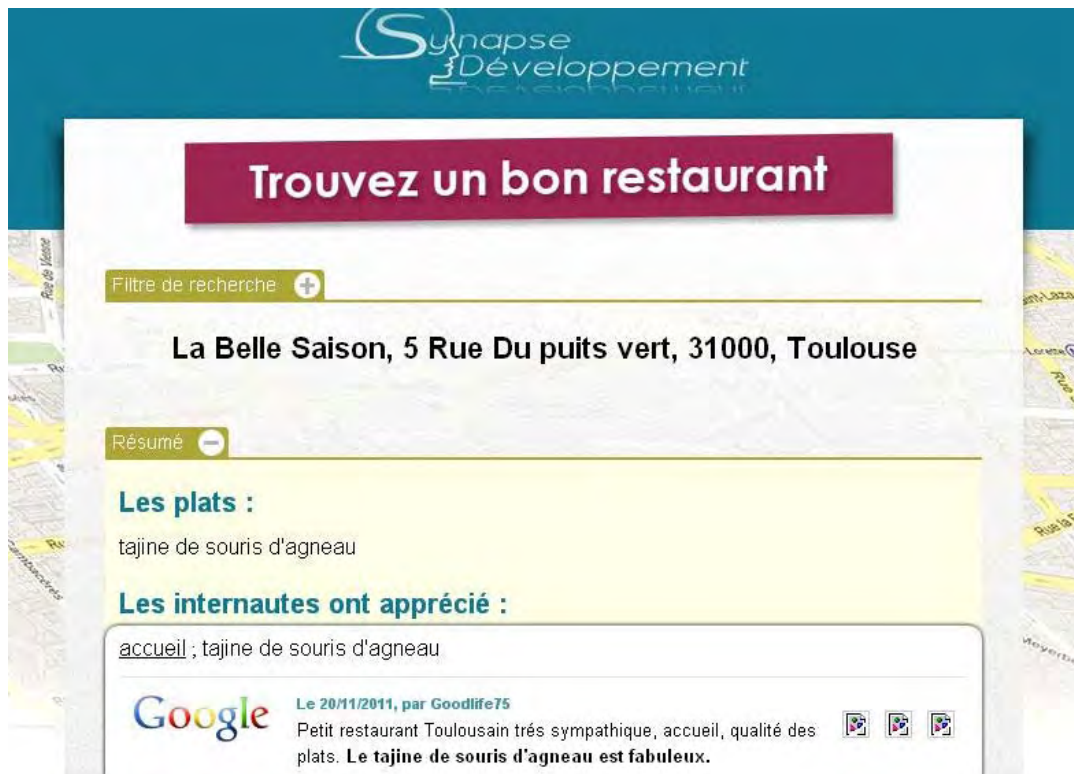 Synapse
Développement
Trouvez un bon restaurant
Rue de Vienne
Filtre de recherche
La Belle Saison, 5 Rue Du puits vert, 31000, Toulouse
Résumé
Les plats :
tajine de souris d'agneau
Les internautes ont apprécié :
accueil ; tajine de souris d'agneau
Google
Le 20/11/2011, par Goodlife75
Petit restaurant Toulousain trés sympathique, accueil, qualité des
plats. Le tajine de souris d'agneau est fabuleux.